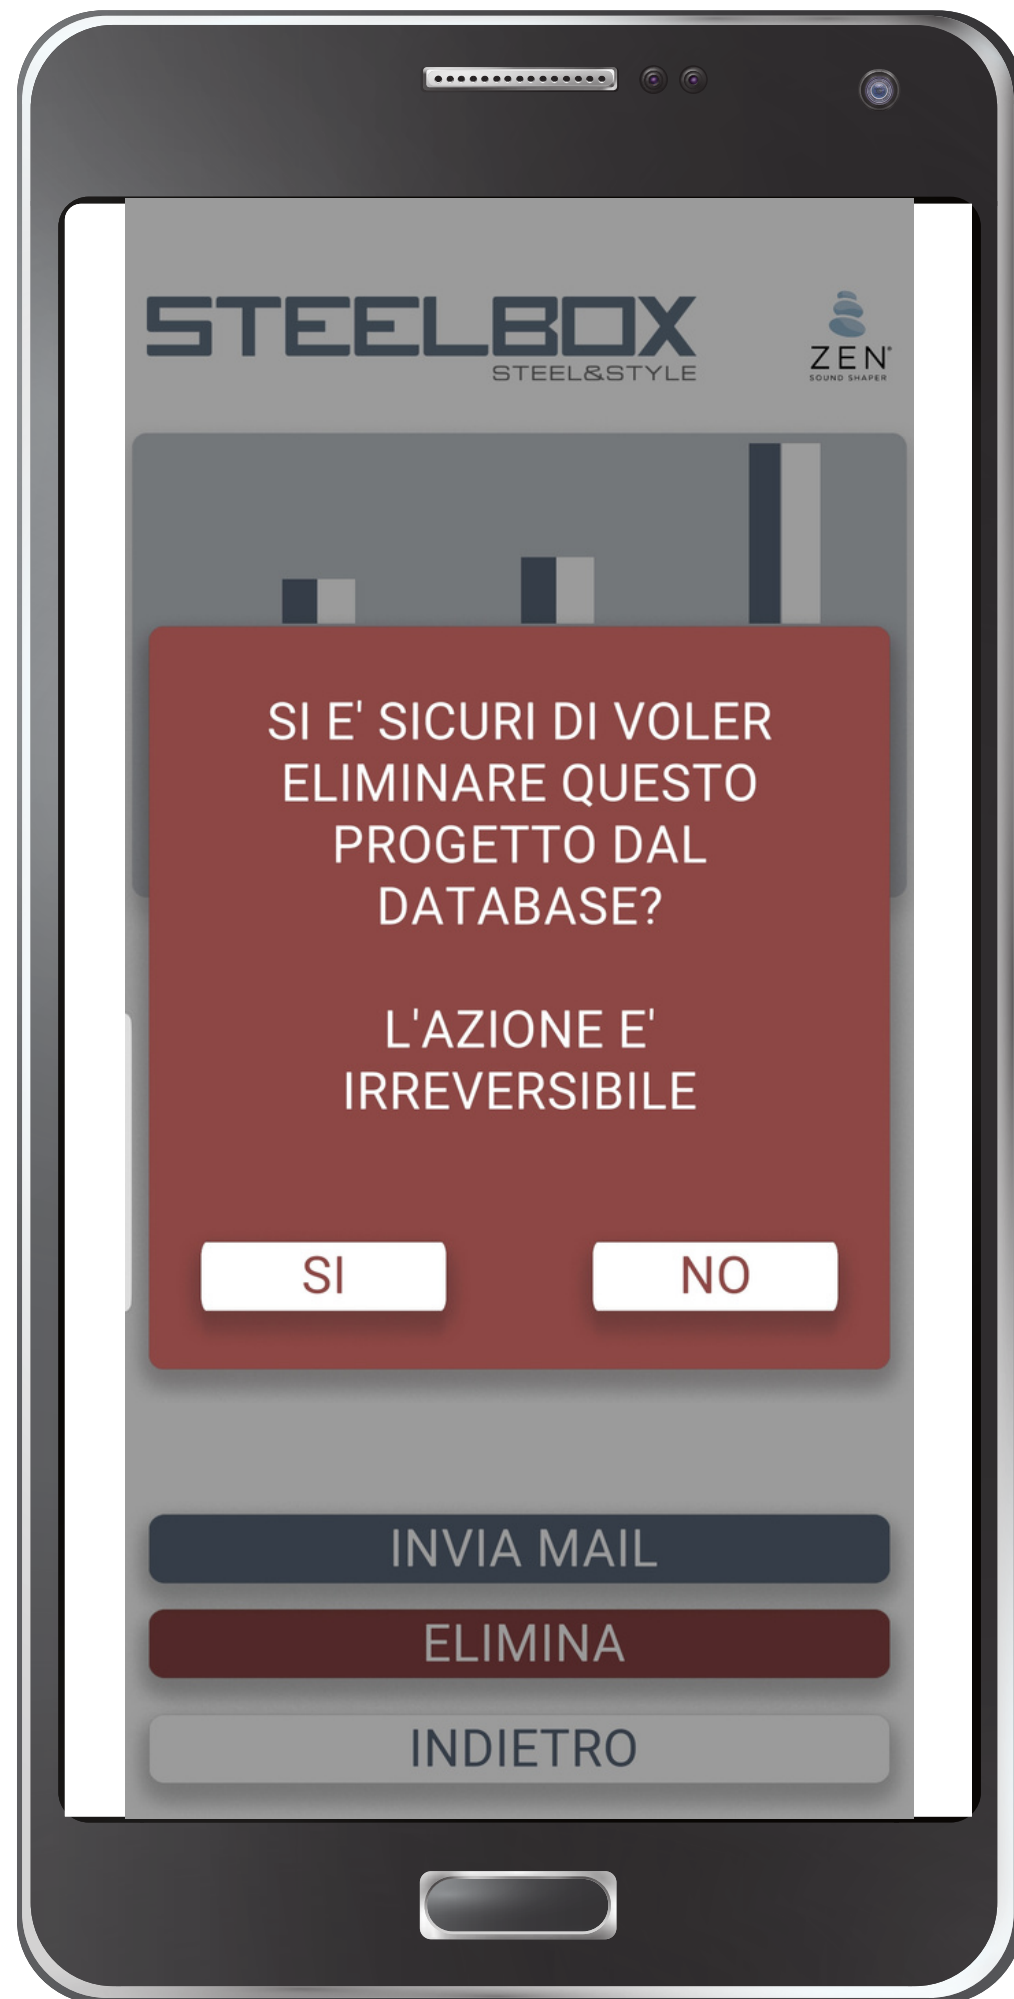 STEELBOX
STEEL&STYLE
ZEN®
SOUND SHAPER
SI E' SICURI DI VOLER
ELIMINARE QUESTO
PROGETTO DAL
DATABASE?
L'AZIONE E'
IRREVERSIBILE
SI
NO
INVIA MAIL
ELIMINA
INDIETRO